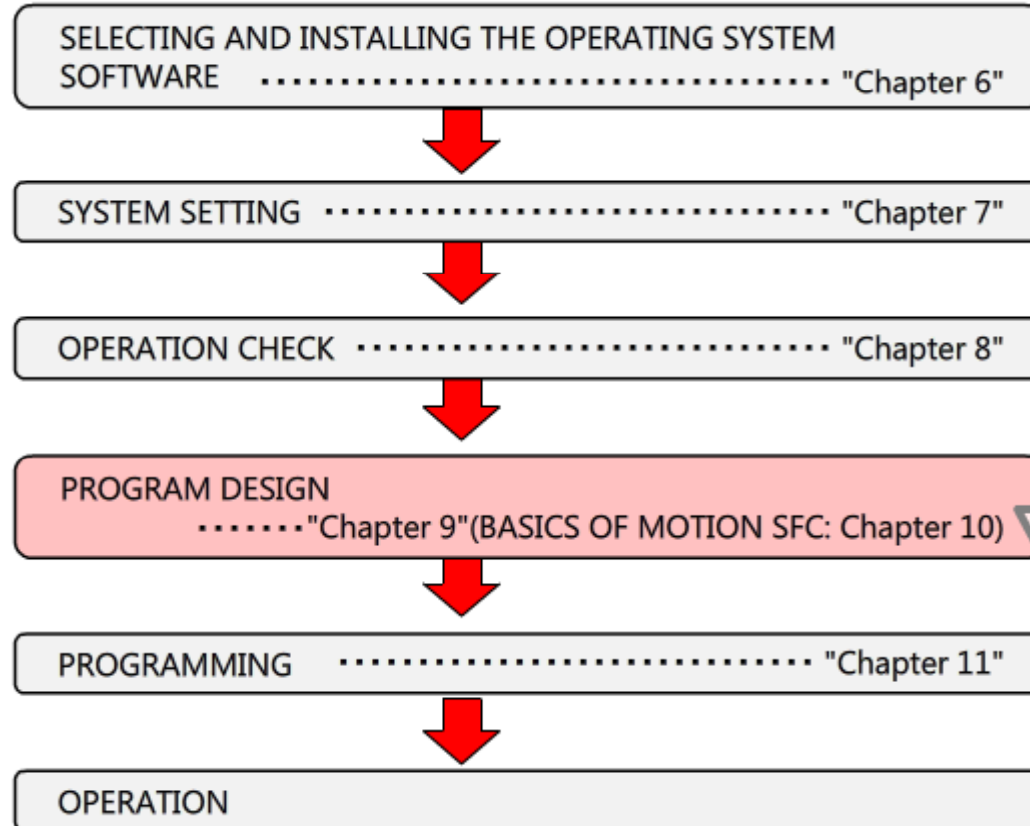 SELECTING AND INSTALLING THE OPERATING SYSTEM
SOFTWARE ···································· "Chapter 6"
SYSTEM SETTING ································ "Chapter 7"
OPERATION CHECK ······························ "Chapter 8"
PROGRAM DESIGN
·······"Chapter 9"(BASICS OF MOTION SFC: Chapter 10)
PROGRAMMING ······························ "Chapter 11"
OPERATION